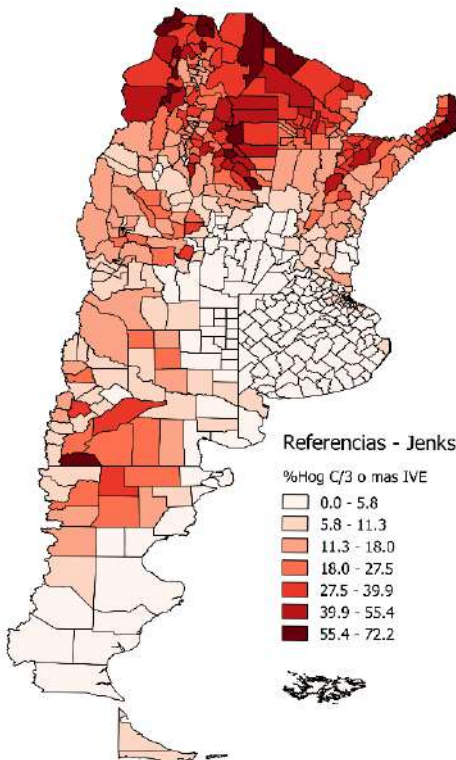 Referencias - Jenks
%Hog C/3 o mas IVE
0.0 - 5.8
5.8 - 11.3
11.3 - 18.0
18.0 - 27.5
27.5 - 39.9
39.9 - 55.4
55.4 - 72.2